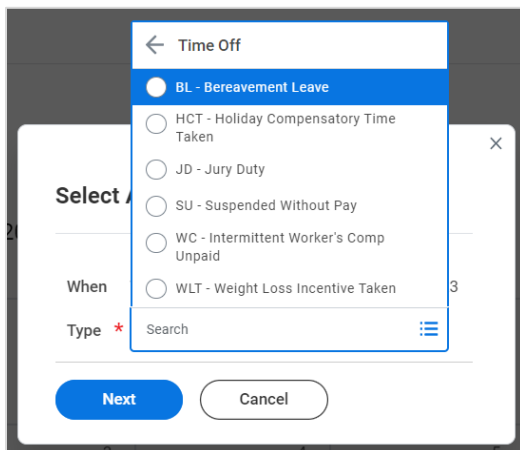 Time Off
BL - Bereavement Leave
HCT - Holiday Compensatory Time
Taken
JD - Jury Duty
Select
SU - Suspended Without Pay
WC - Intermittent Worker's Comp
Unpaid
When
WLT - Weight Loss Incentive Taken
3
Type *
Search
Next
Cancel